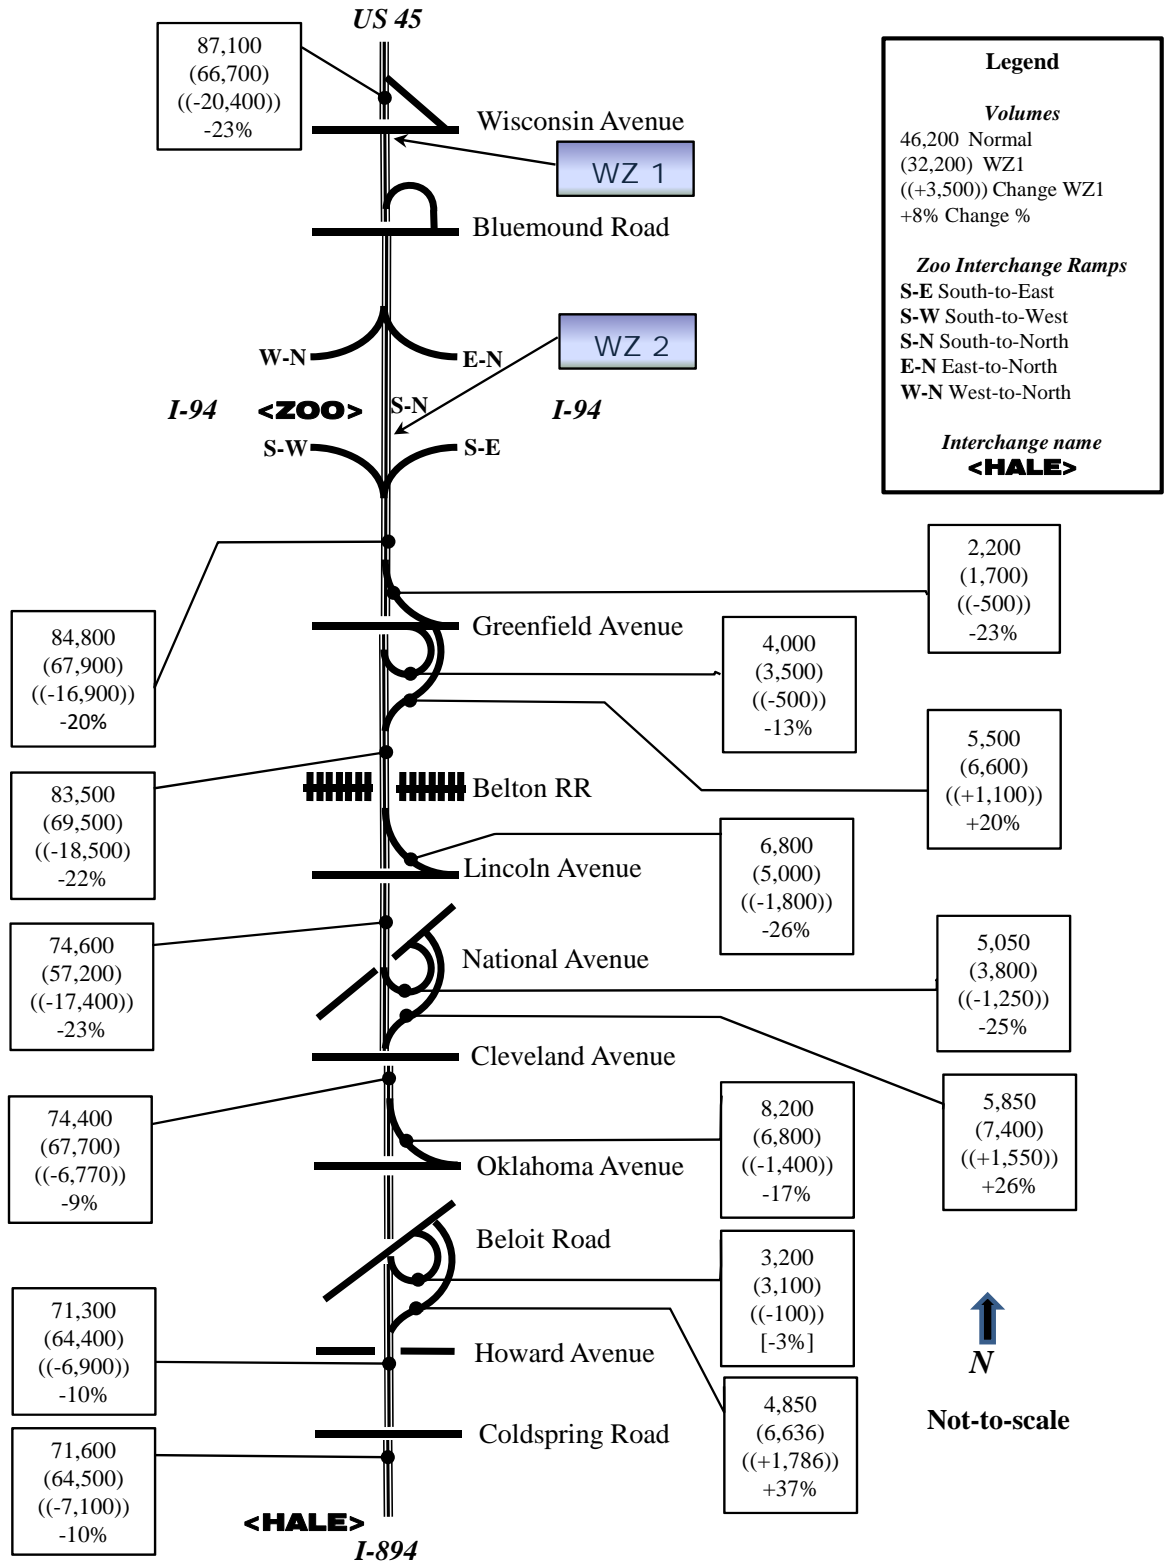 US 45
87,100
(66,700)
((-20,400))
-23%
Wisconsin Avenue
WZ 1
Bluemound Road
W-N
E-N
WZ 2
I-94
<ZOO>
S-N
I-94
S-W
S-E
Legend
Volumes
46,200 Normal
(32,200) WZ1
((+3,500)) Change WZ1
+8% Change %
Zoo Interchange Ramps
S-E South-to-East
S-W South-to-West
S-N South-to-North
E-N East-to-North
W-N West-to-North
Interchange name
<HALE>
2,200
(1,700)
((-500))
-23%
84,800
(67,900)
((-16,900))
-20%
Greenfield Avenue
4,000
(3,500)
((-500))
-13%
5,500
(6,600)
((+1,100))
+20%
83,500
(69,500)
((-18,500)
-22%
Belton RR
6,800
(5,000)
((-1,800))
-26%
Lincoln Avenue
74,600
(57,200)
((-17,400))
-23%
National Avenue
5,050
(3,800)
((-1,250))
-25%
Cleveland Avenue
5,850
(7,400)
((+1,550))
+26%
74,400
(67,700)
((-6,770))
-9%
8,200
(6,800)
((-1,400))
-17%
Oklahoma Avenue
Beloit Road
3,200
(3,100)
((-100))
[-3%]
71,300
(64,400)
((-6,900))
-10%
Howard Avenue
4,850
(6,636)
((+1,786))
+37%
N
Not-to-scale
71,600
(64,500)
((-7,100))
-10%
Coldspring Road
<HALE>
I-894